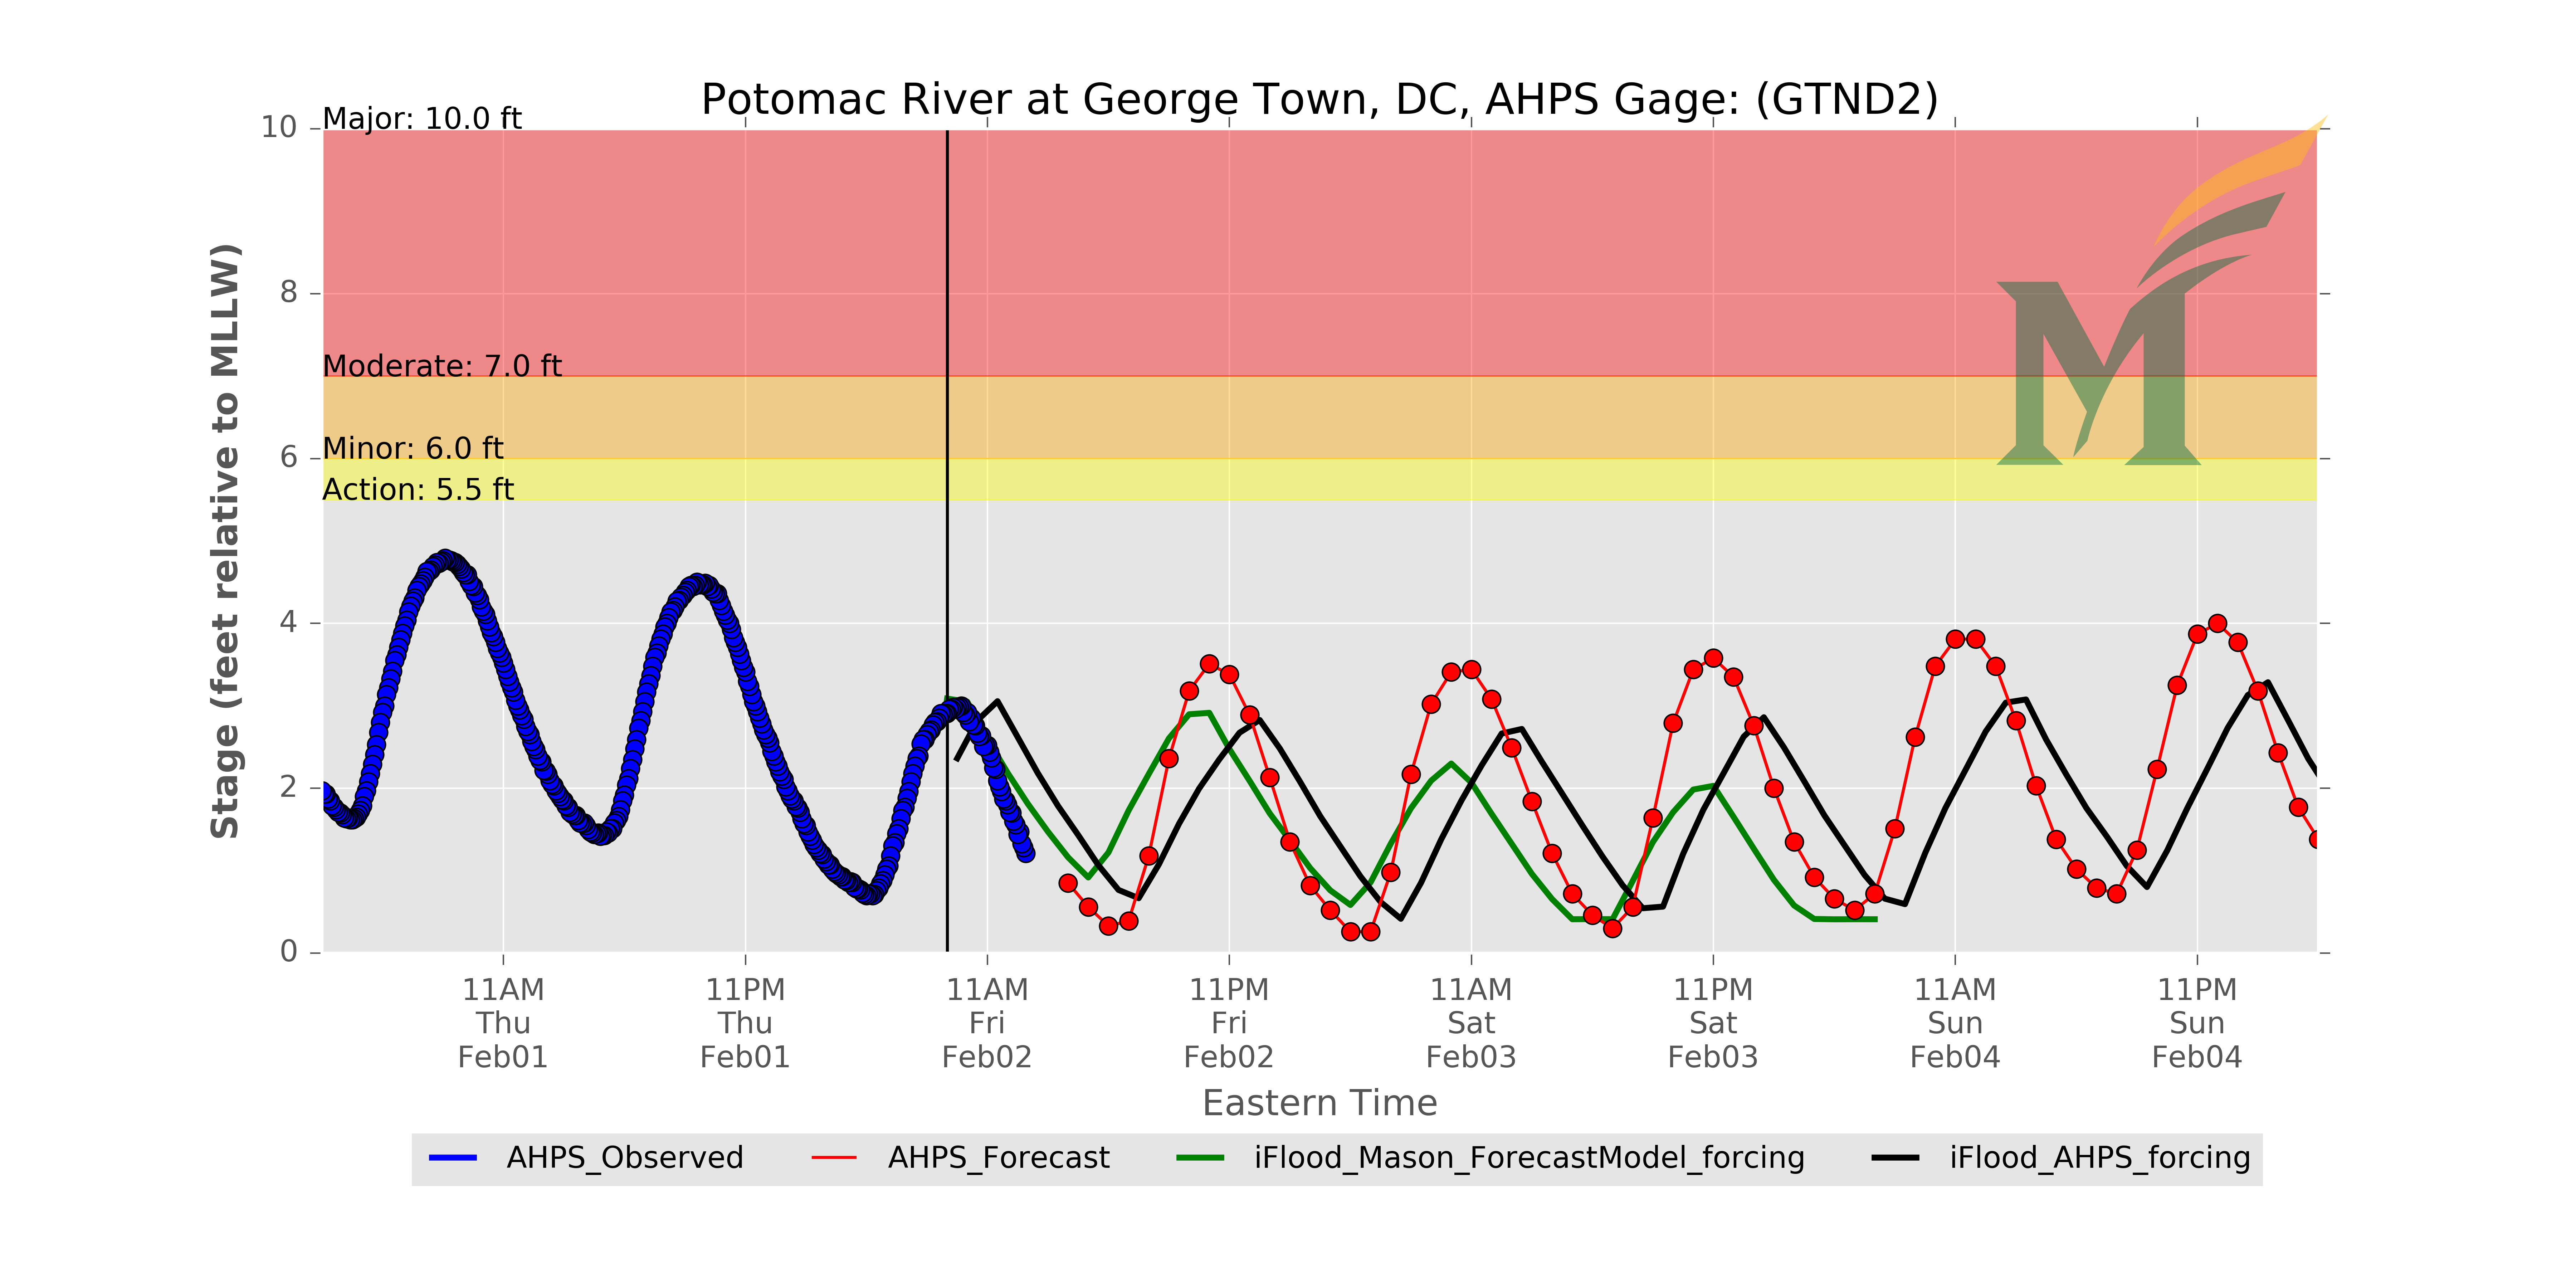 Potomac River at George Town, DC, AHPS Gage: (GTND2)
Major: 10.0 ft
Moderate: 7.0 ft
Minor: 6.0 ft
Action: 5.5 ft
10
8
6
4
2
0
Stage (feet relative to MLLW)
11AM 11PM 11AM 11PM 11AM 11PM 11AM 11PM
Thu Thu Fri Fri Sat Sat Sun Sun
Feb01 Feb01 Feb02 Feb02 Feb03 Feb03 Feb04 Feb04
Eastern Time
AHPS_Observed AHPS_Forecast iFlood_Mason_ForecastModel_forcing iFlood_AHPS_forcing